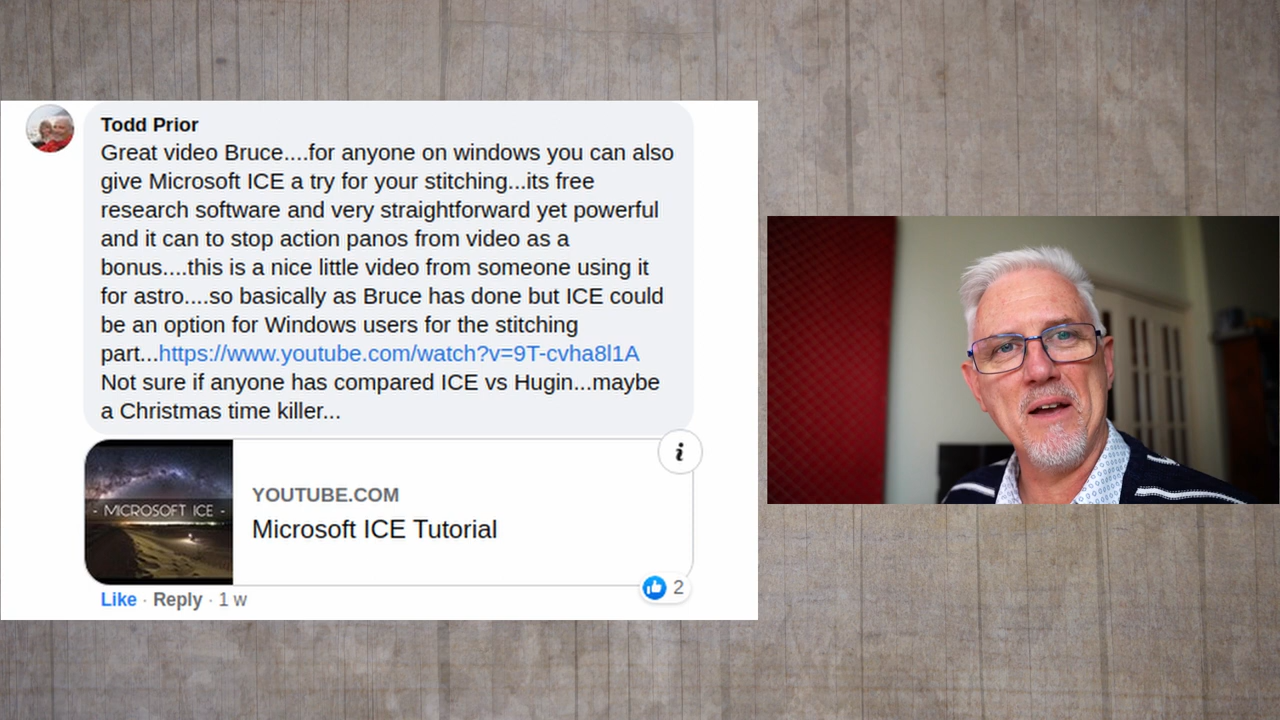 Todd Prior
Great video Bruce....for anyone on windows you can also
give Microsoft ICE a try for your stitching...its free
research software and very straightforward yet powerful
and it can to stop action panos from video as a
bonus....this is a nice little video from someone using it
for astro....so basically as Bruce has done but ICE could
be an option for Windows users for the stitching
part...https://www.youtube.com/watch?v=9T-cvha8l1A
Not sure if anyone has compared ICE vs Hugin...maybe
a Christmas time killer...
i
- MICROSOFT ICE -
YOUTUBE.COM
Microsoft ICE Tutorial
Like · Reply · 1 w
2